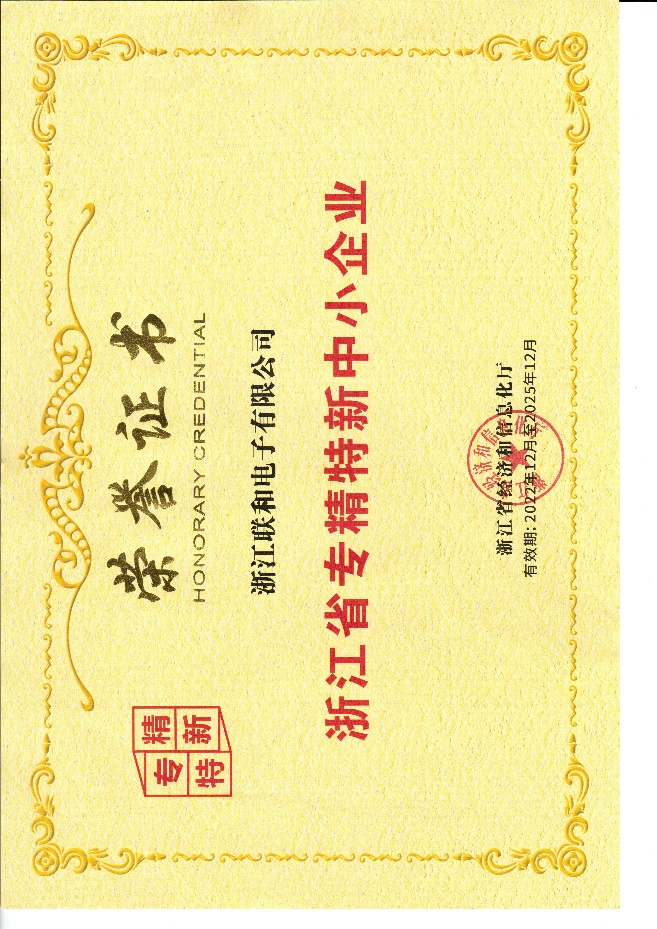 荣誉证书
HONORARY CREDENTIAL
专精
特新
浙江联和电子有限公司
浙江省专精特新中小企业
浙江省经济和信息化厅
有效期: 2022年12月至2025年12月